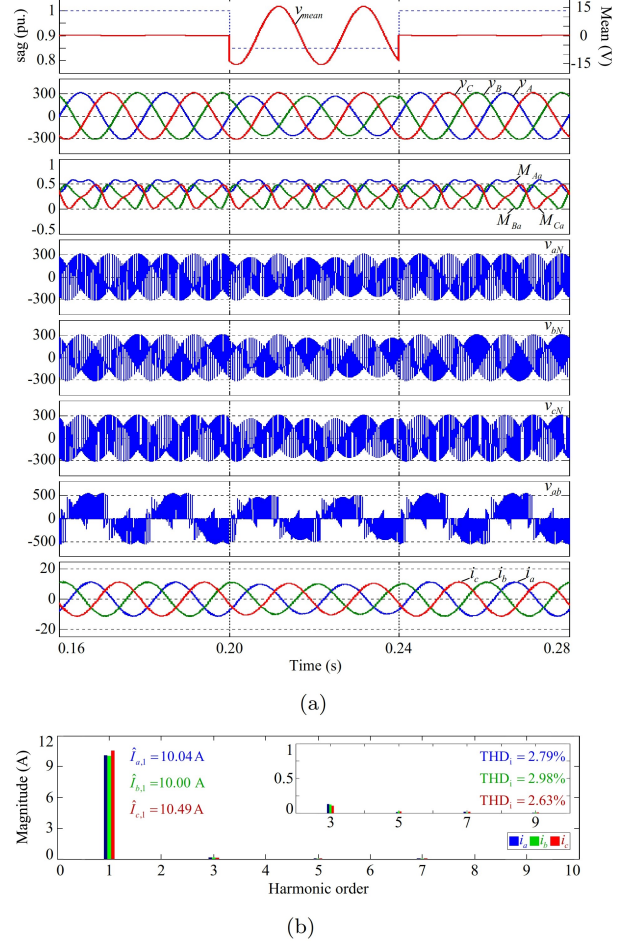 sag (pu.)
1
0.9
0.8
v_mean
15
0
-15
Mean (V)
300
0
-300
v_C v_B v_A
1
0.5
0
-0.5
M_Aa
M_Ba M_Ca
300
0
-300
v_aN
300
0
-300
v_bN
300
0
-300
v_cN
500
0
-500
v_ab
20
0
-20
i_c i_b i_a
0.16 0.20 0.24 0.28
Time (s)
(a)
Magnitude (A)
12
9
6
3
0
Î_a,1 = 10.04 A
Î_b,1 = 10.00 A
Î_c,1 = 10.49 A
1
0.5
0
THD_i = 2.79%
THD_i = 2.98%
THD_i = 2.63%
3 5 7 9
i_a i_b i_c
0 1 2 3 4 5 6 7 8 9 10
Harmonic order
(b)